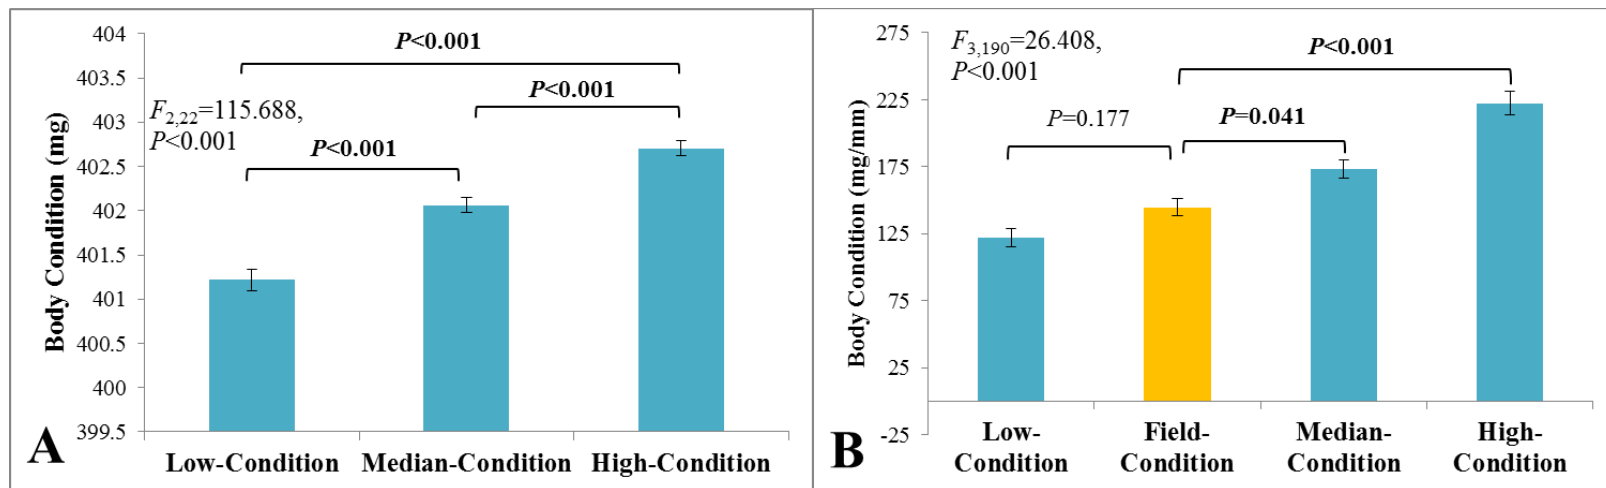 404
403.5
403
402.5
402
401.5
401
400.5
400
399.5
Body Condition (mg)
P<0.001
P<0.001
F2,22=115.688,
P<0.001
P<0.001
Low-Condition Median-Condition High-Condition
A
275
225
175
125
75
25
-25
Body Condition (mg/mm)
F3,190=26.408,
P<0.001
P<0.001
P=0.177
P=0.041
Low-
Condition
Field-
Condition
Median-
Condition
High-
Condition
B